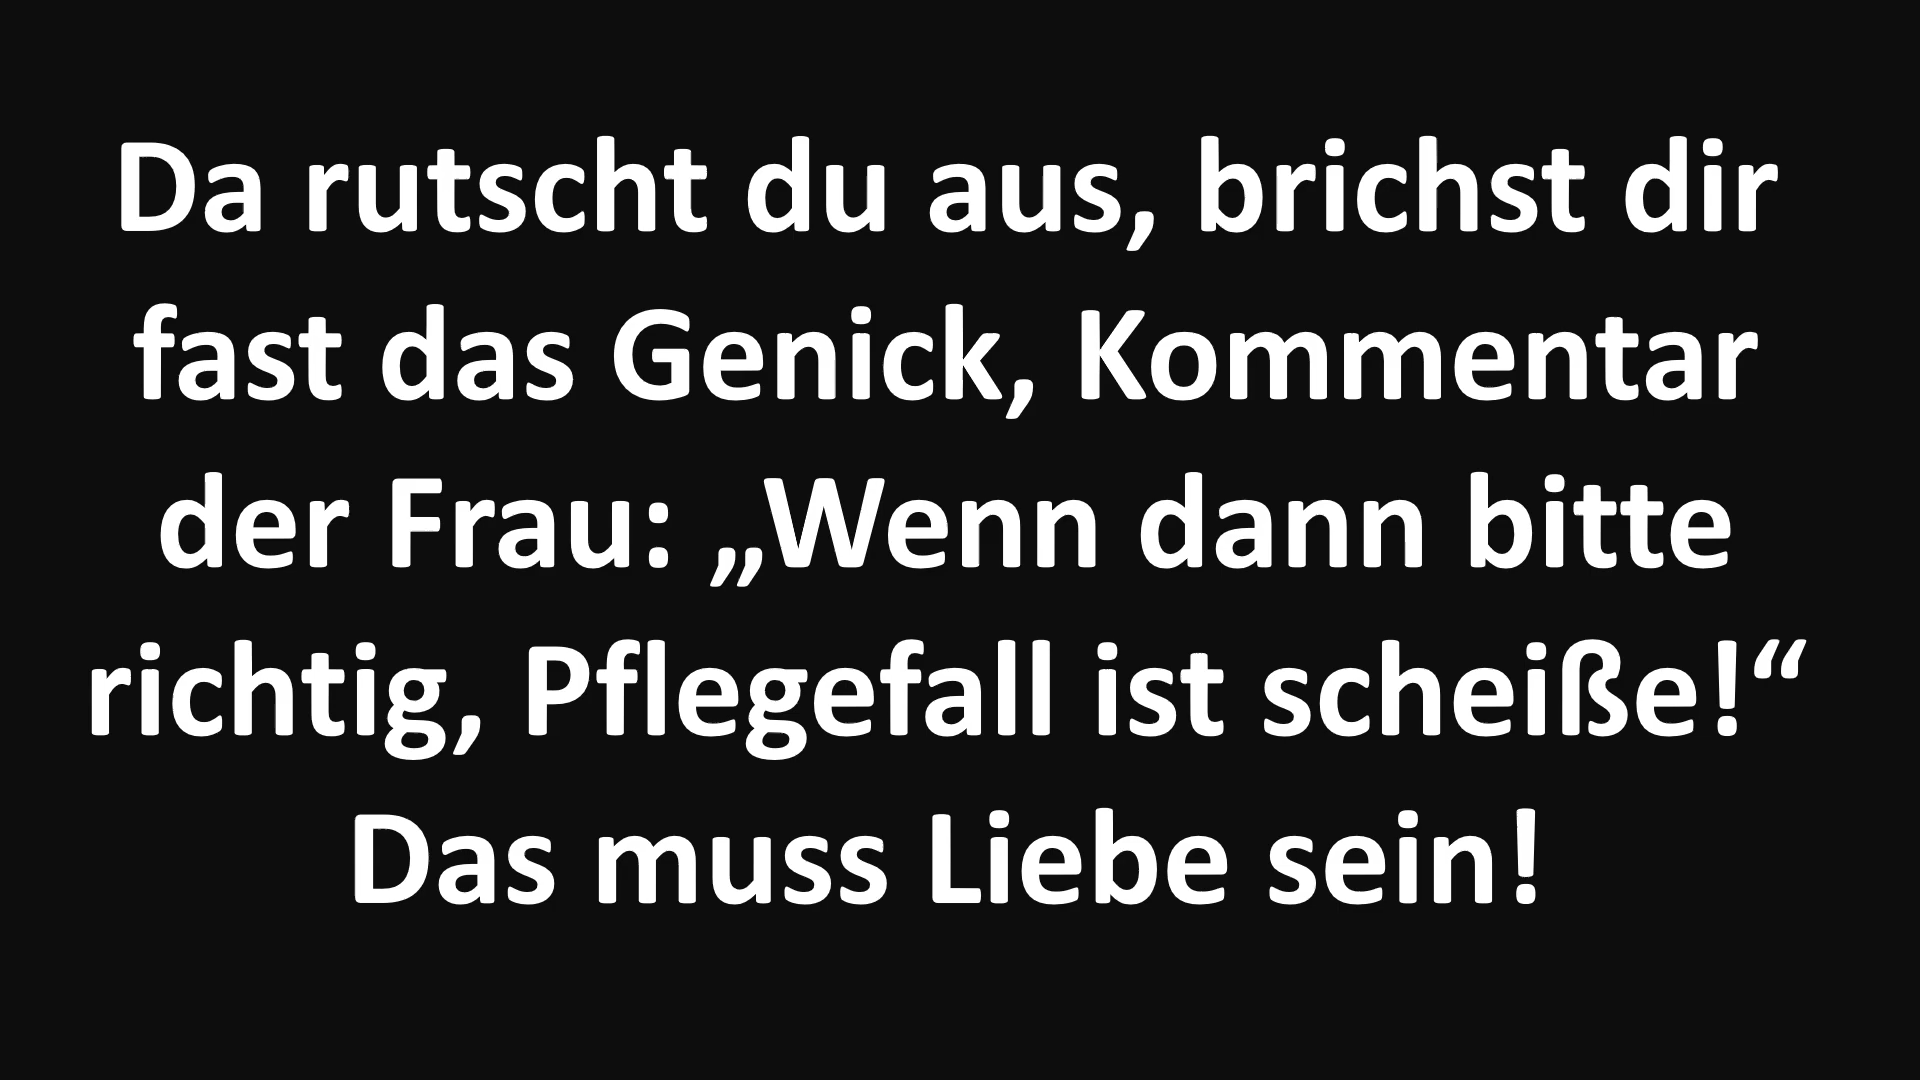 Da rutscht du aus, brichst dir
fast das Genick, Kommentar
der Frau: „Wenn dann bitte
richtig, Pflegefall ist scheiße!“
Das muss Liebe sein!